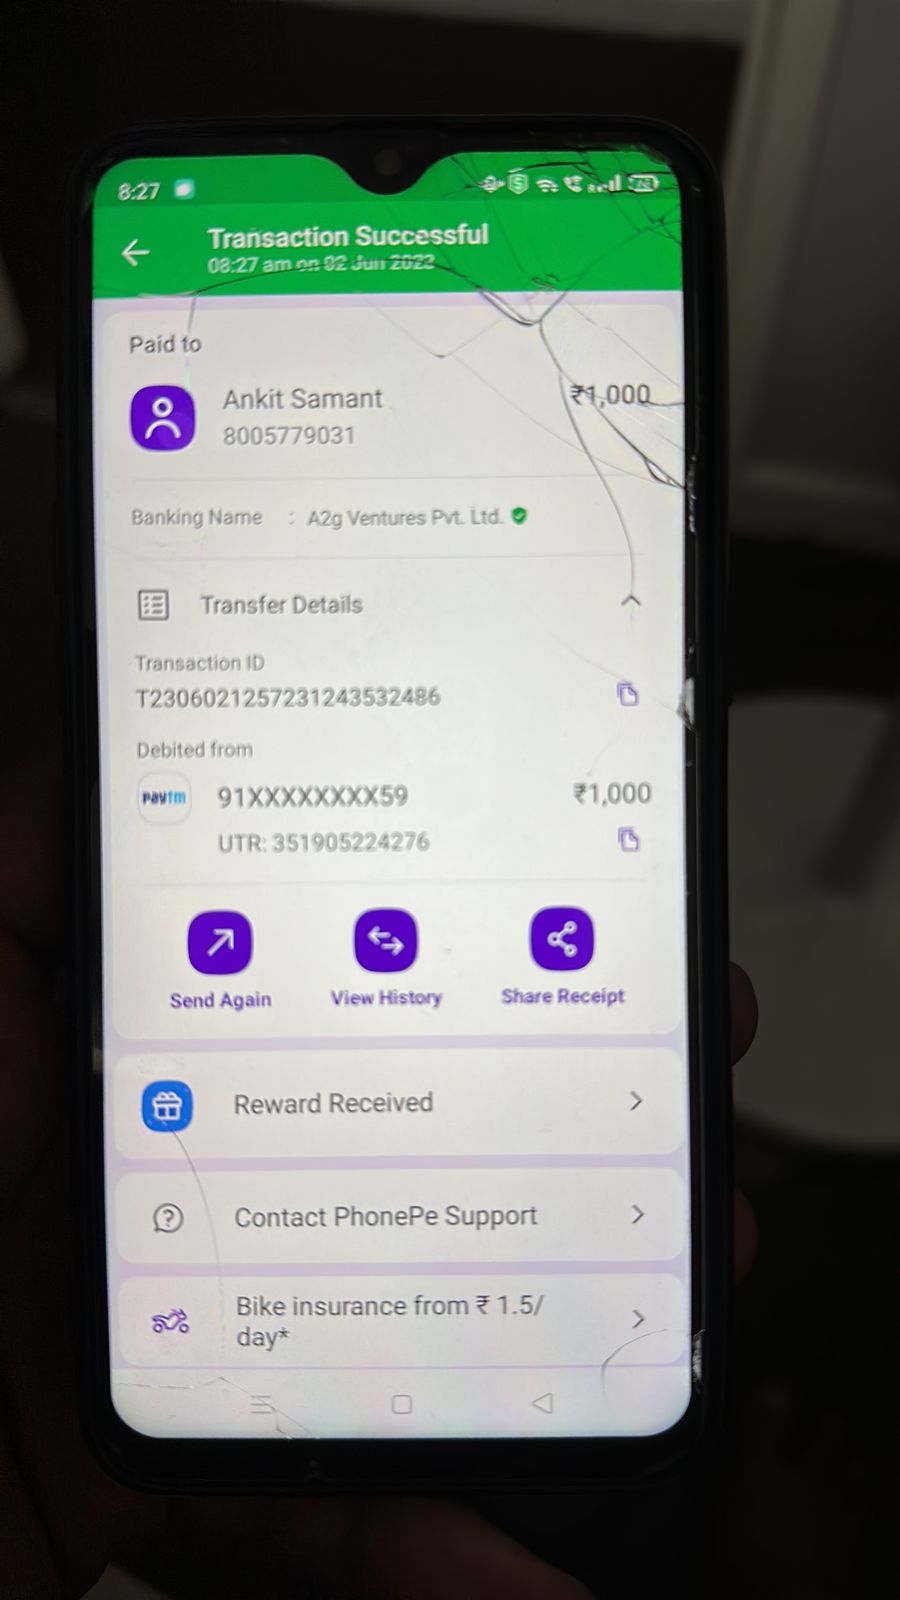 8:27
Transaction Successful
08:27 am on 02 Jun 2023
Paid to
Ankit Samant
₹1,000
8005779031
Banking Name : A2g Ventures Pvt. Ltd.
Transfer Details
Transaction ID
T2306021257231243532486
Debited from
paytm
91XXXXXXXX59
₹1,000
UTR: 351905224276
Send Again
View History
Share Receipt
Reward Received
Contact PhonePe Support
Bike insurance from ₹ 1.5/
day*